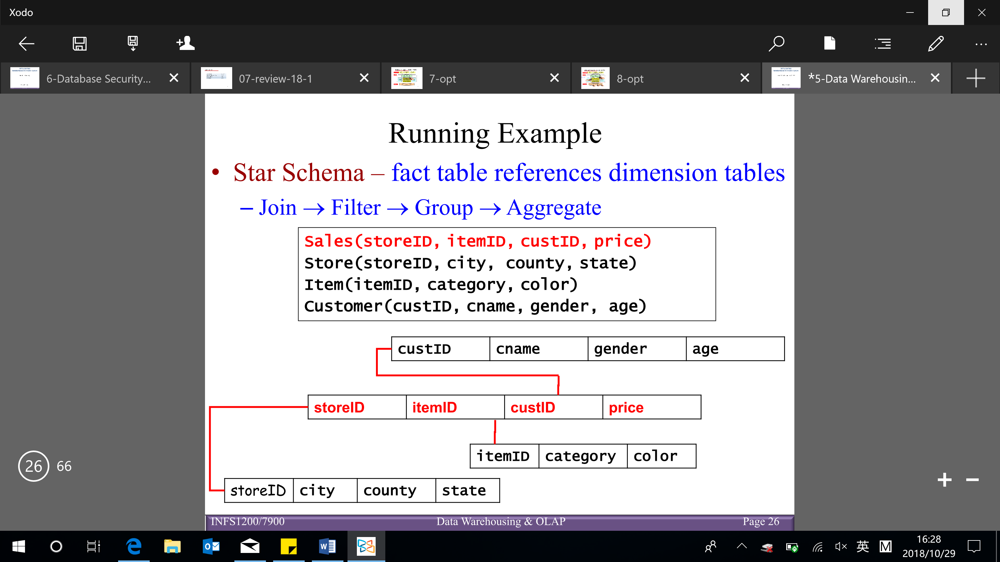 Xodo
6-Database Security...
07-review-18-1
7-opt
8-opt
*5-Data Warehousin...
Running Example
• Star Schema – fact table references dimension tables
– Join → Filter → Group → Aggregate
Sales(storeID, itemID, custID, price)
Store(storeID, city, county, state)
Item(itemID, category, color)
Customer(custID, cname, gender, age)
custID cname gender age
storeID itemID custID price
itemID category color
26 66
storeID city county state
INFS1200/7900 Data Warehousing & OLAP Page 26
英 M
16:28
2018/10/29